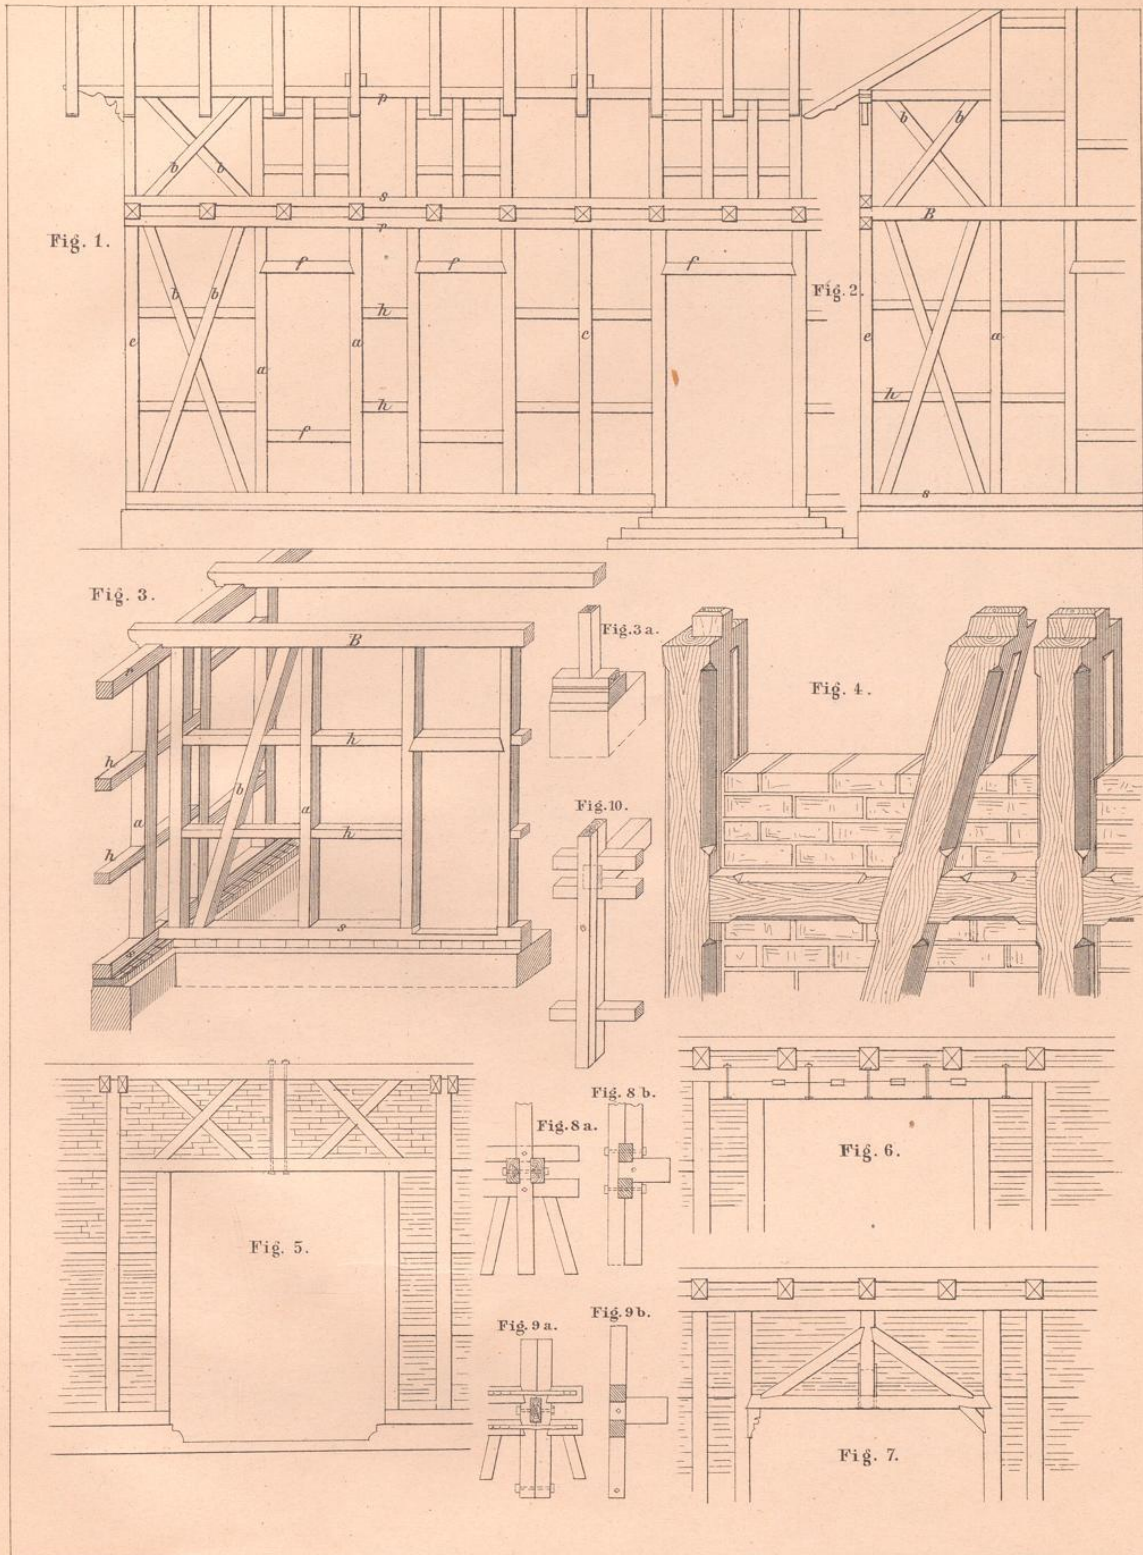 p
b b
b b
s
B
Fig. 1.
r
f f f
Fig. 2.
b b
h
c a a c
e a
h
h
f
s
Fig. 3.
B
Fig. 3 a.
r
Fig. 4.
h
h
b
a a
Fig. 10.
h
h
s
s
Fig. 8 b.
Fig. 8 a.
Fig. 6.
Fig. 5.
Fig. 9 b.
Fig. 9 a.
Fig. 7.